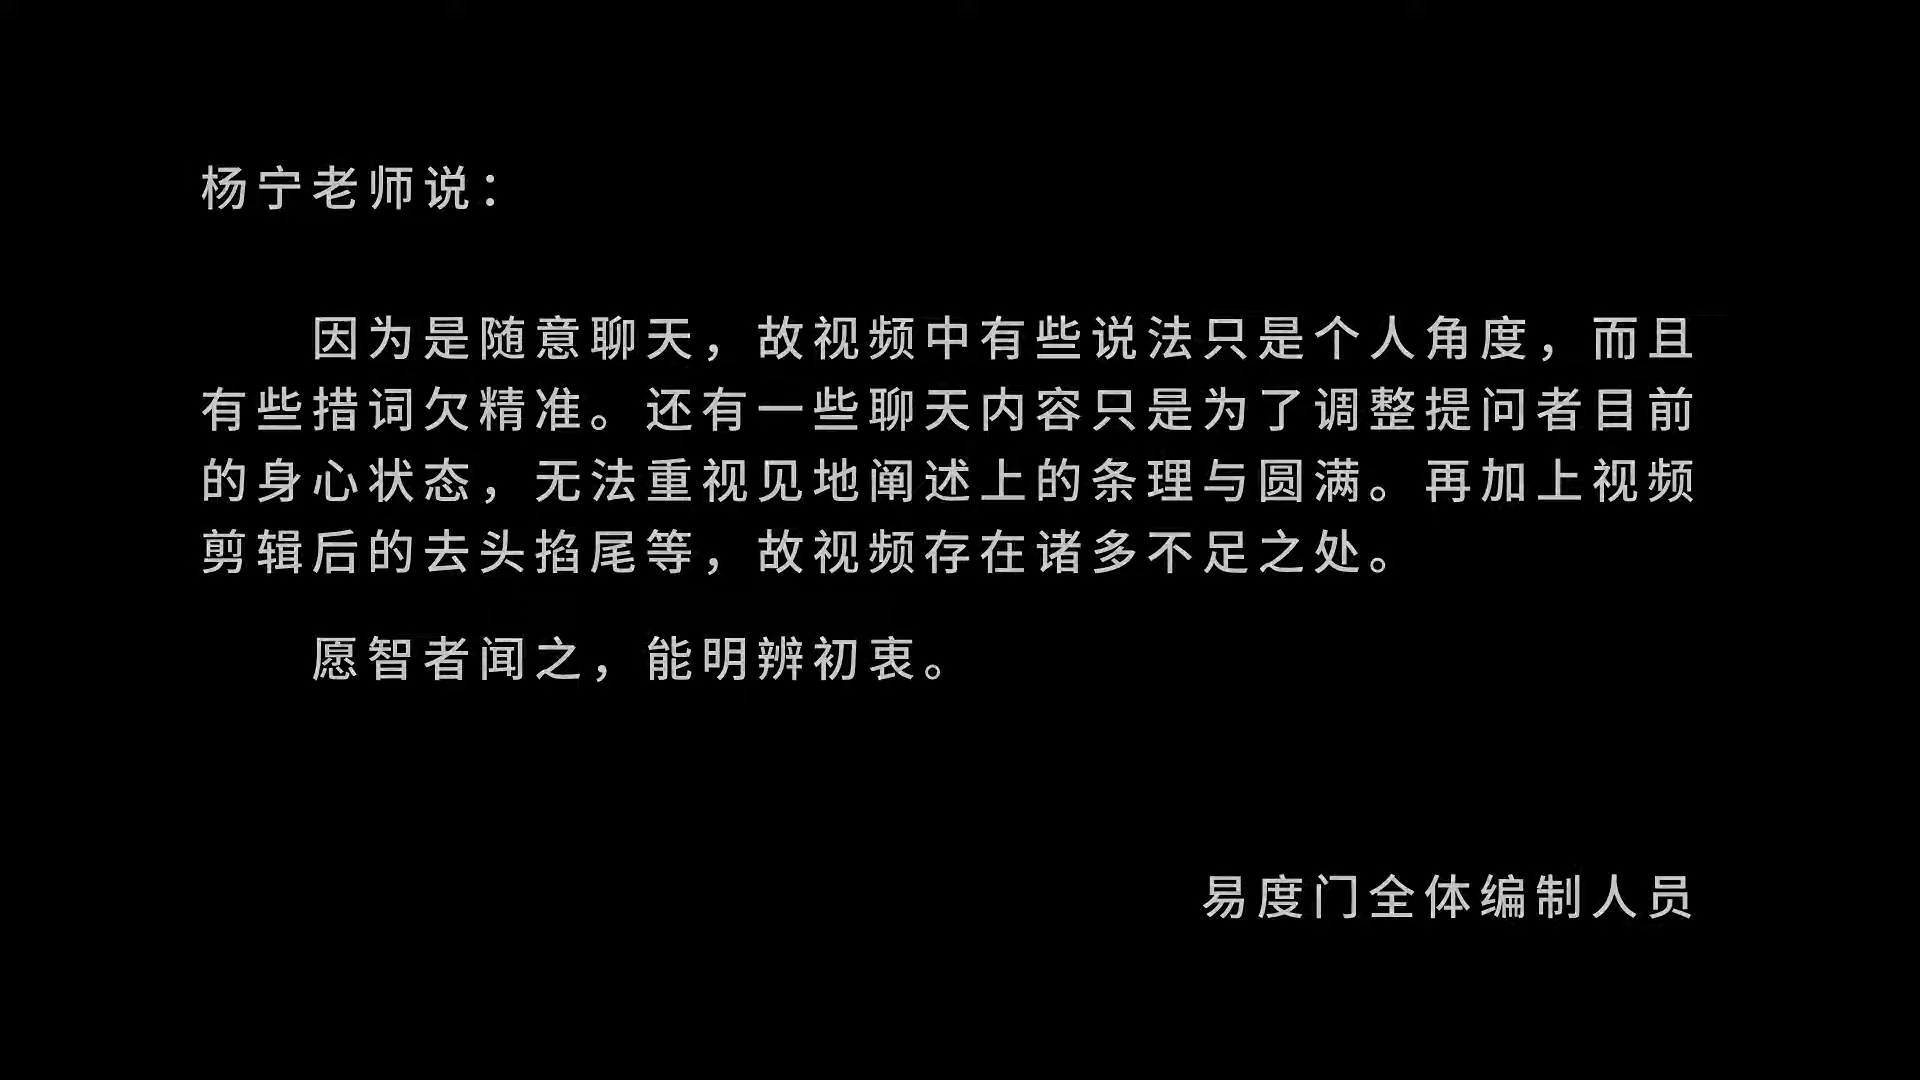 杨宁老师说：
因为是随意聊天，故视频中有些说法只是个人角度，而且
有些措词欠精准。还有一些聊天内容只是为了调整提问者目前
的身心状态，无法重视见地阐述上的条理与圆满。再加上视频
剪辑后的去头掐尾等，故视频存在诸多不足之处。
愿智者闻之，能明辨初衷。
易度门全体编制人员